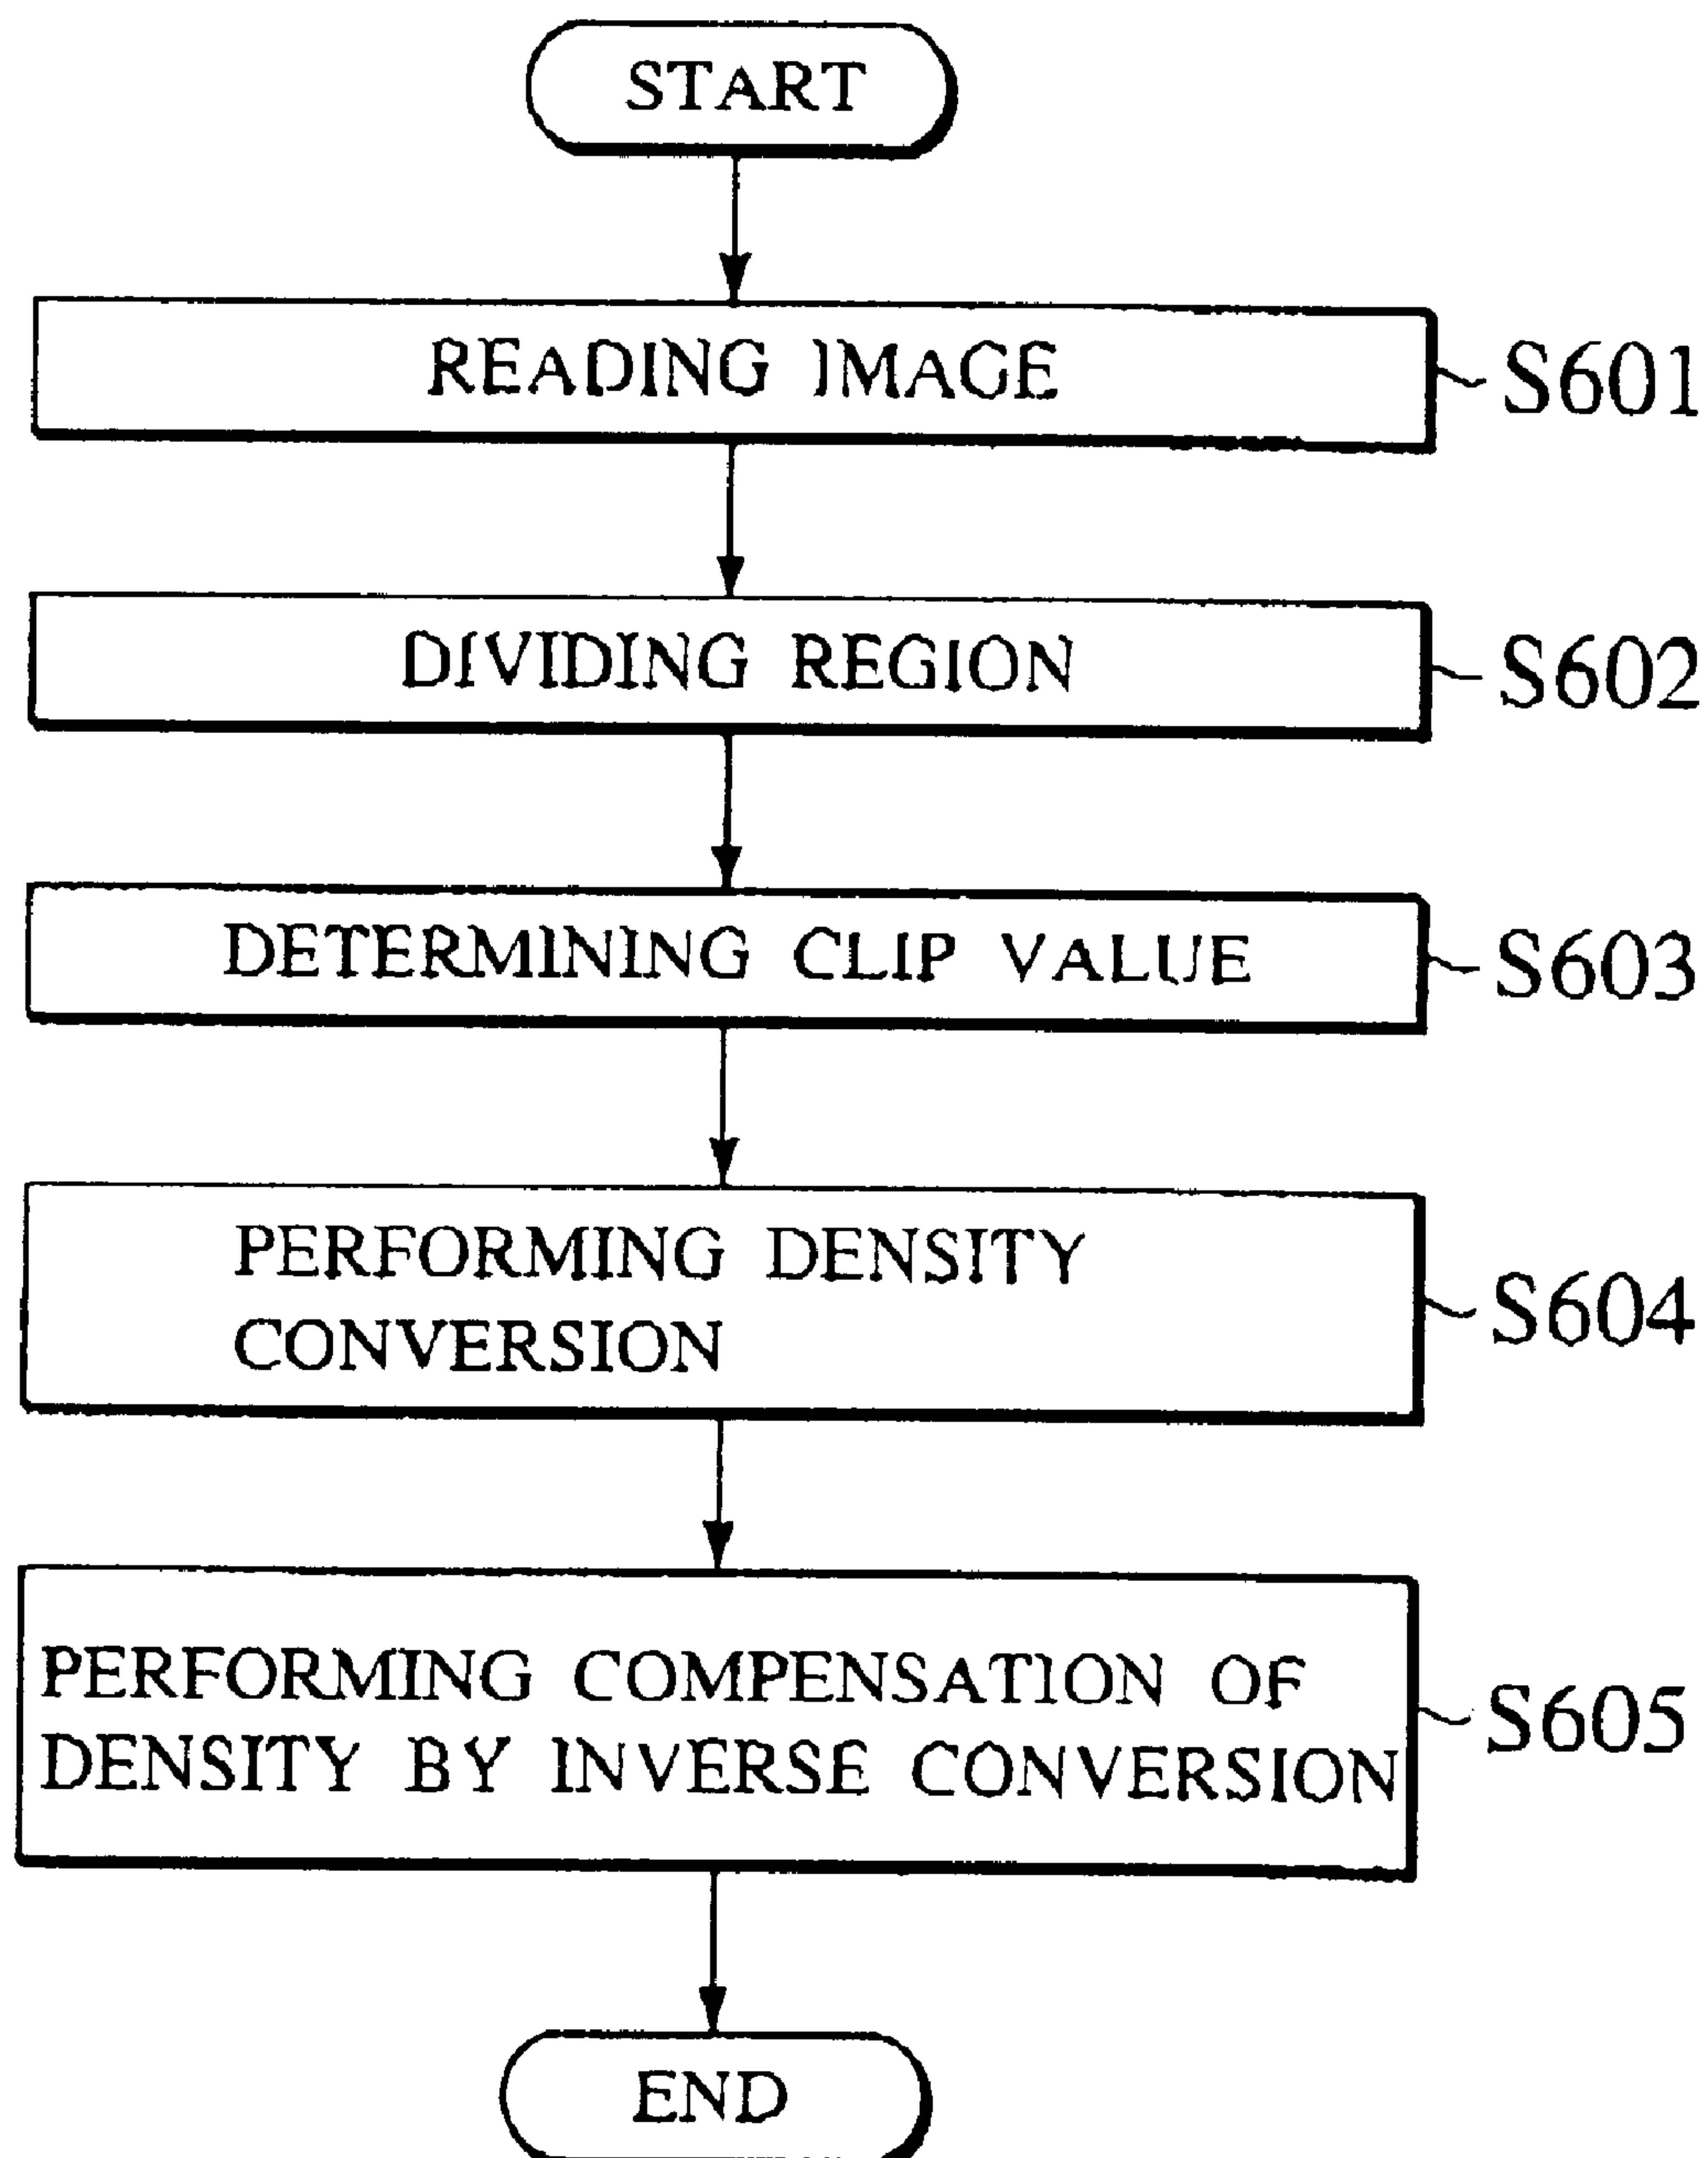 START
READING IMAGE
S601
DIVIDING REGION
S602
DETERMINING CLIP VALUE
S603
PERFORMING DENSITY
CONVERSION
S604
PERFORMING COMPENSATION OF
DENSITY BY INVERSE CONVERSION
S605
END